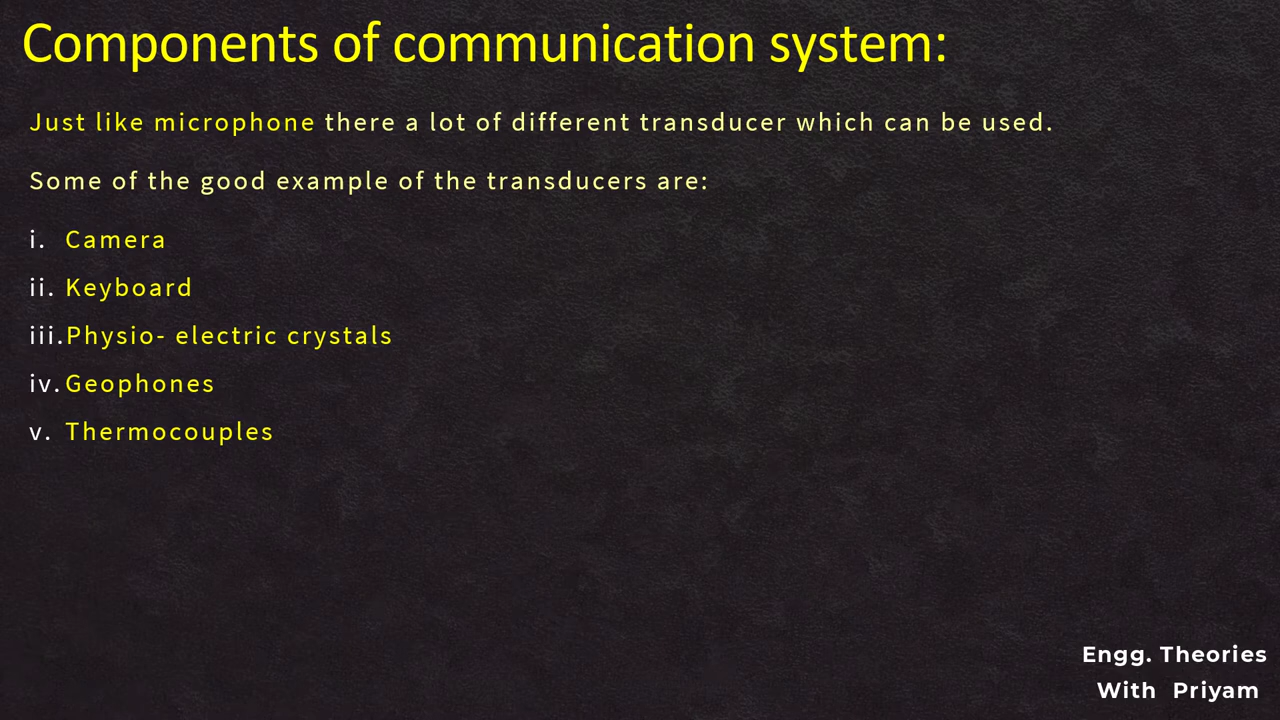 Components of communication system:
Just like microphone there a lot of different transducer which can be used.
Some of the good example of the transducers are:
i. Camera
ii. Keyboard
iii.Physio- electric crystals
iv. Geophones
v. Thermocouples
Engg. Theories
With Priyam